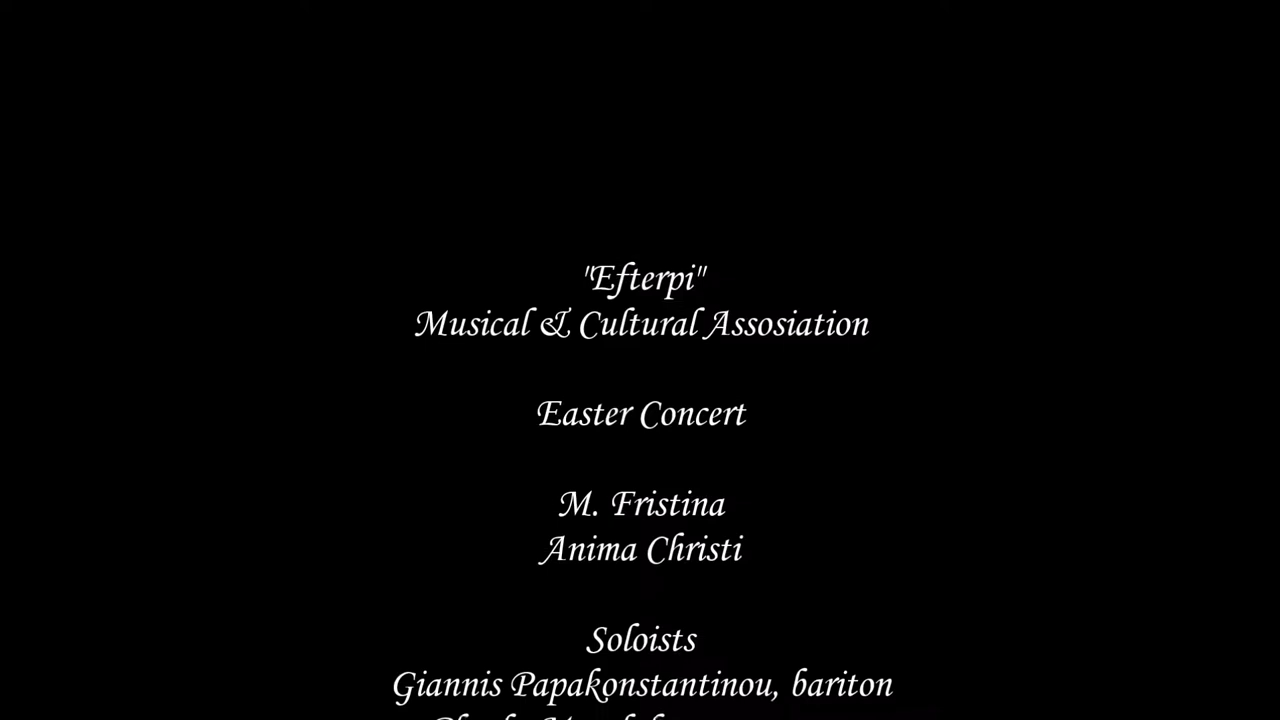 "Efterpi"
Musical & Cultural Assosiation
Easter Concert
M. Fristina
Anima Christi
Soloists
Giannis Papakonstantinou, bariton